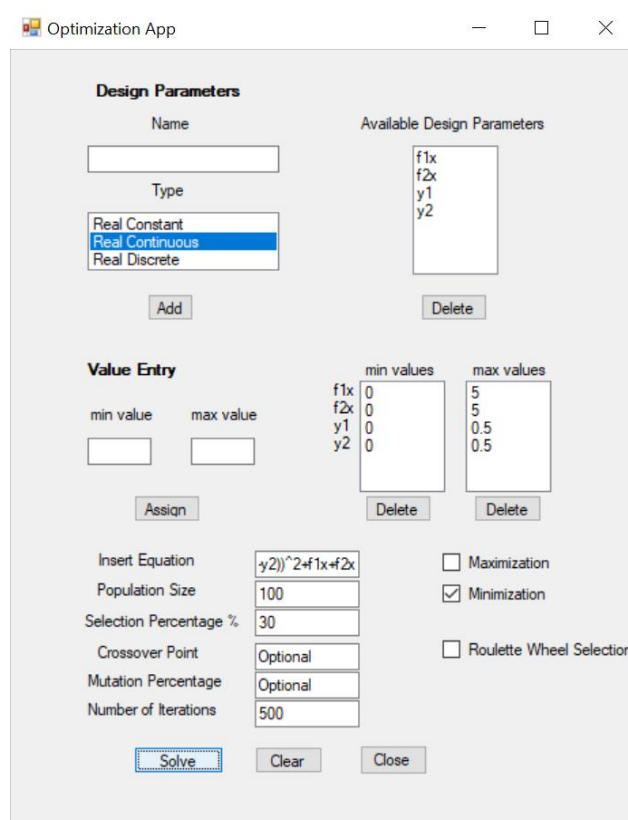 Optimization App
Design Parameters
Name
Available Design Parameters
f1x
f2x
y1
y2
Type
Real Constant
Real Continuous
Real Discrete
Add
Delete
Value Entry
min values
max values
min value
max value
f1x 0 5
f2x 0 5
y1 0 0.5
y2 0 0.5
Assign
Delete
Delete
Insert Equation
-y2))^2+f1x+f2x
Maximization
Population Size
100
Minimization
Selection Percentage %
30
Crossover Point
Optional
Roulette Wheel Selection
Mutation Percentage
Optional
Number of Iterations
500
Solve
Clear
Close